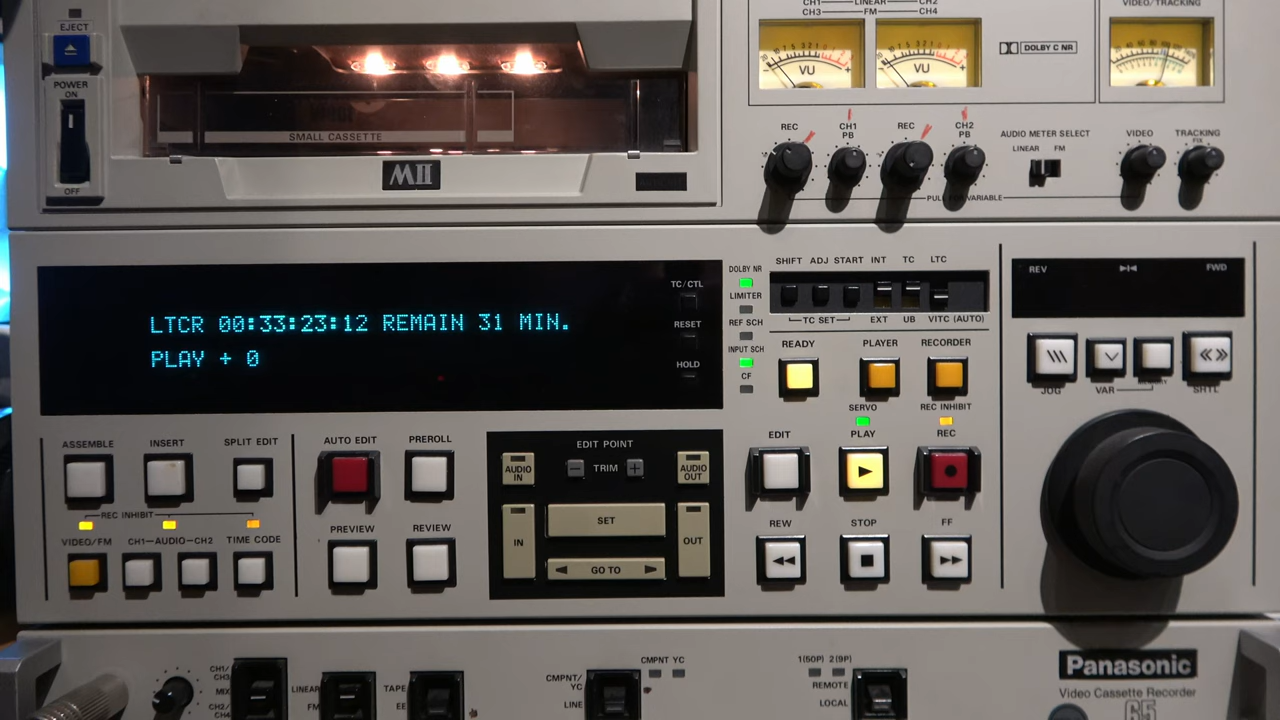 EJECT
POWER
ON
OFF
SMALL CASSETTE
MII
CH1 LINEAR CH2
CH3 FM CH4
VU
VU
DOLBY C NR
VIDEO/TRACKING
REC
CH1
PB
REC
CH2
PB
AUDIO METER SELECT
LINEAR FM
VIDEO
TRACKING
FIX
PULL FOR VARIABLE
LTCR 00:33:23:12 REMAIN 31 MIN.
PLAY + 0
TC/CTL
RESET
HOLD
DOLBY NR
LIMITER
REF SCH
INPUT SCH
CF
SHIFT ADJ START INT TC LTC
TC SET EXT UB VITC (AUTO)
READY PLAYER RECORDER
SERVO REC INHIBIT
REV FWD
JOG VAR MEMORY SHTL
ASSEMBLE INSERT SPLIT EDIT
REC INHIBIT
VIDEO/FM CH1—AUDIO—CH2 TIME CODE
AUTO EDIT PREROLL
PREVIEW REVIEW
EDIT POINT
AUDIO
IN
− TRIM +
AUDIO
OUT
IN
SET
OUT
GO TO
EDIT PLAY REC
REW STOP FF
CH1/
CH3
MIX
CH2/
CH4
LINEAR
FM
TAPE
EE
CMPNT/
YC
LINE
CMPNT YC
1(50P) 2(9P)
REMOTE
LOCAL
Panasonic
Video Cassette Recorder
65